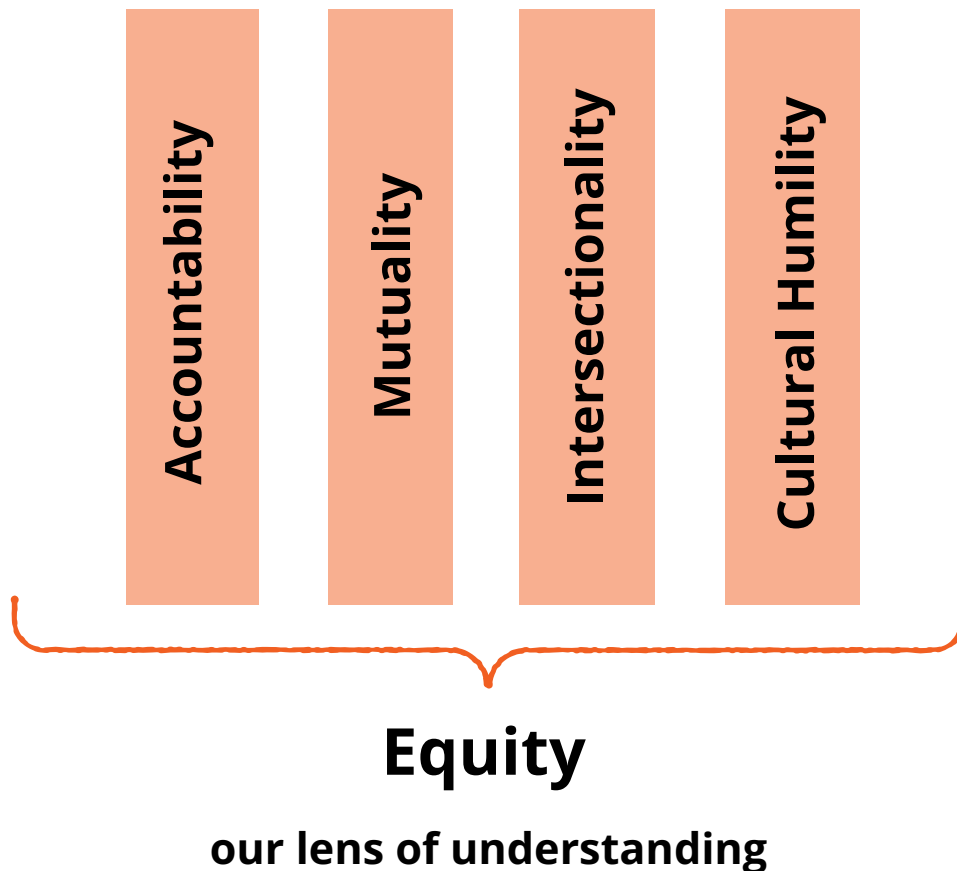 Accountability
Mutuality
Intersectionality
Cultural Humility
Equity
our lens of understanding